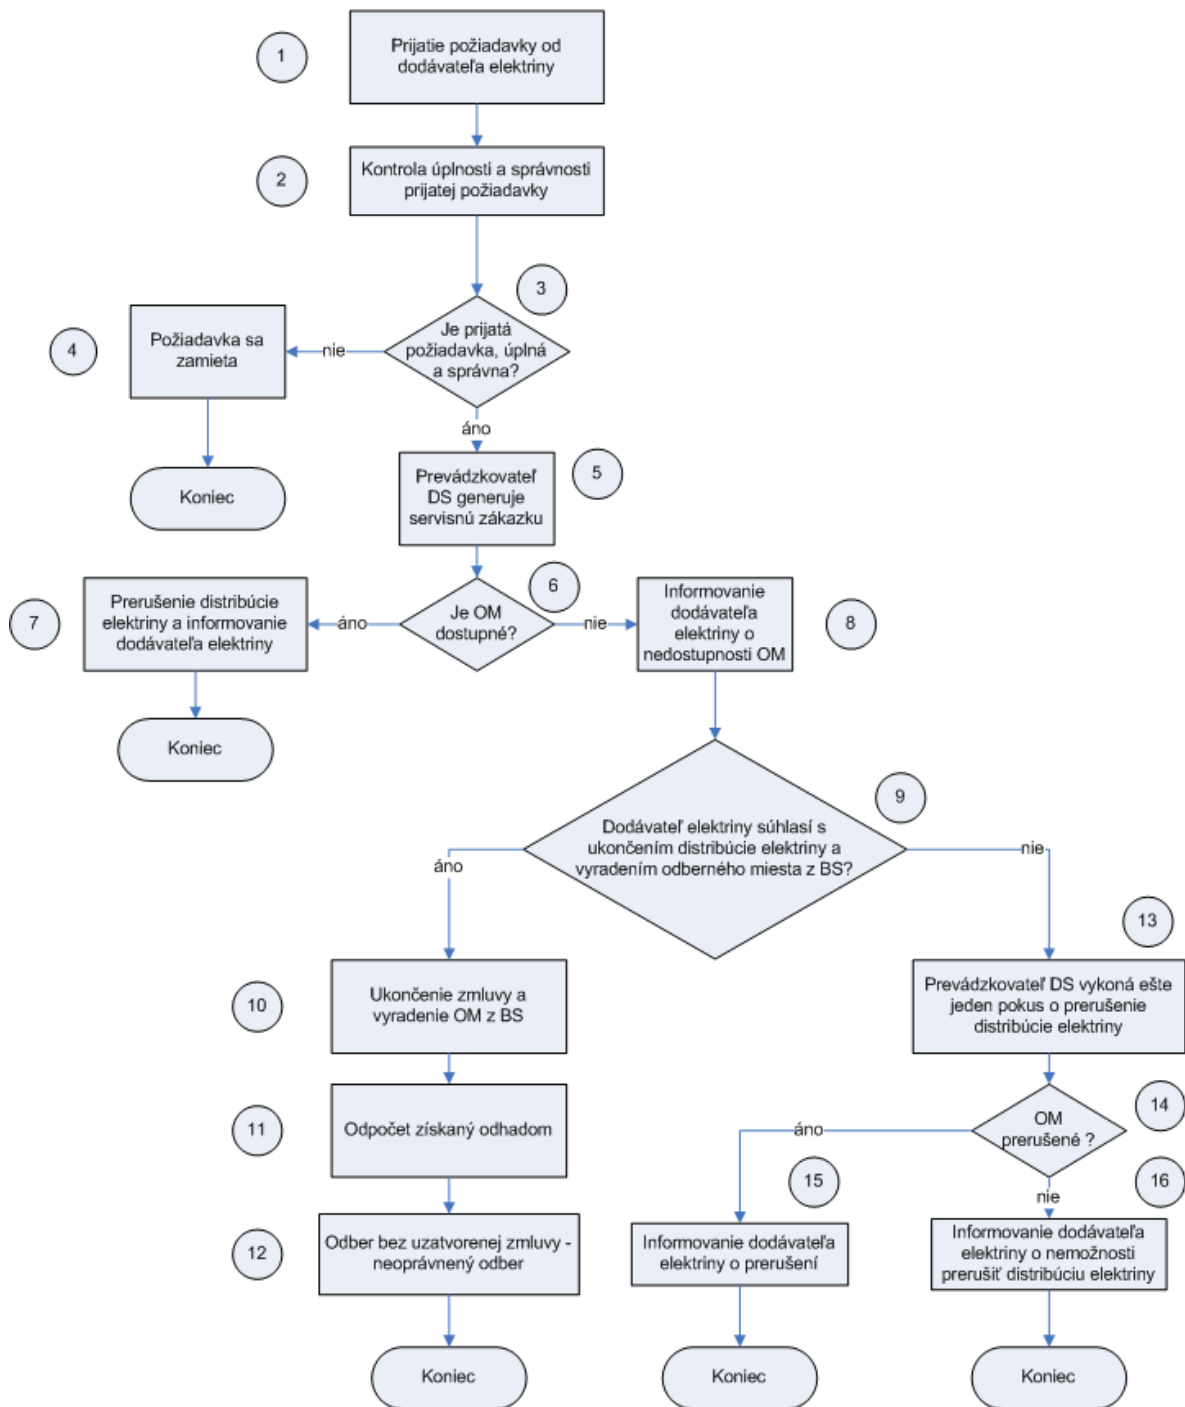 1
Prijatie požiadavky od
dodávateľa elektriny
2
Kontrola úplnosti a správnosti
prijatej požiadavky
3
Je prijatá
požiadavka, úplná
a správna?
nie
4
Požiadavka sa
zamieta
Koniec
áno
5
Prevádzkovateľ
DS generuje
servisnú zákazku
6
Je OM
dostupné?
áno
7
Prerušenie distribúcie
elektriny a informovanie
dodávateľa elektriny
Koniec
nie
8
Informovanie
dodávateľa
elektriny o
nedostupnosti OM
9
Dodávateľ elektriny súhlasí s
ukončením distribúcie elektriny a
vyradením odberného miesta z BS?
áno
10
Ukončenie zmluvy a
vyradenie OM z BS
11
Odpočet získaný odhadom
12
Odber bez uzatvorenej zmluvy -
neoprávnený odber
Koniec
nie
13
Prevádzkovateľ DS vykoná ešte
jeden pokus o prerušenie
distribúcie elektriny
14
OM
prerušené ?
áno
15
Informovanie dodávateľa
elektriny o prerušení
Koniec
nie
16
Informovanie dodávateľa
elektriny o nemožnosti
prerušiť distribúciu elektriny
Koniec